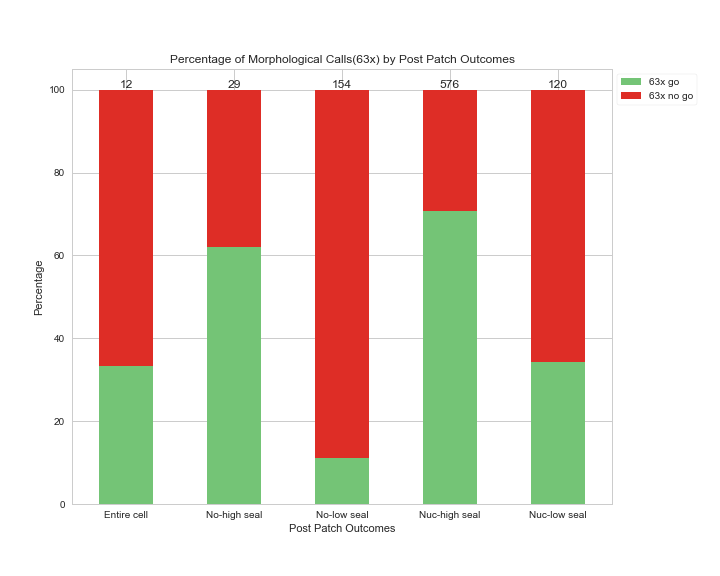 Percentage of Morphological Calls(63x) by Post Patch Outcomes
12 29 154 576 120
63x go
63x no go
100
80
60
40
20
0
Percentage
Entire cell No-high seal No-low seal Nuc-high seal Nuc-low seal
Post Patch Outcomes